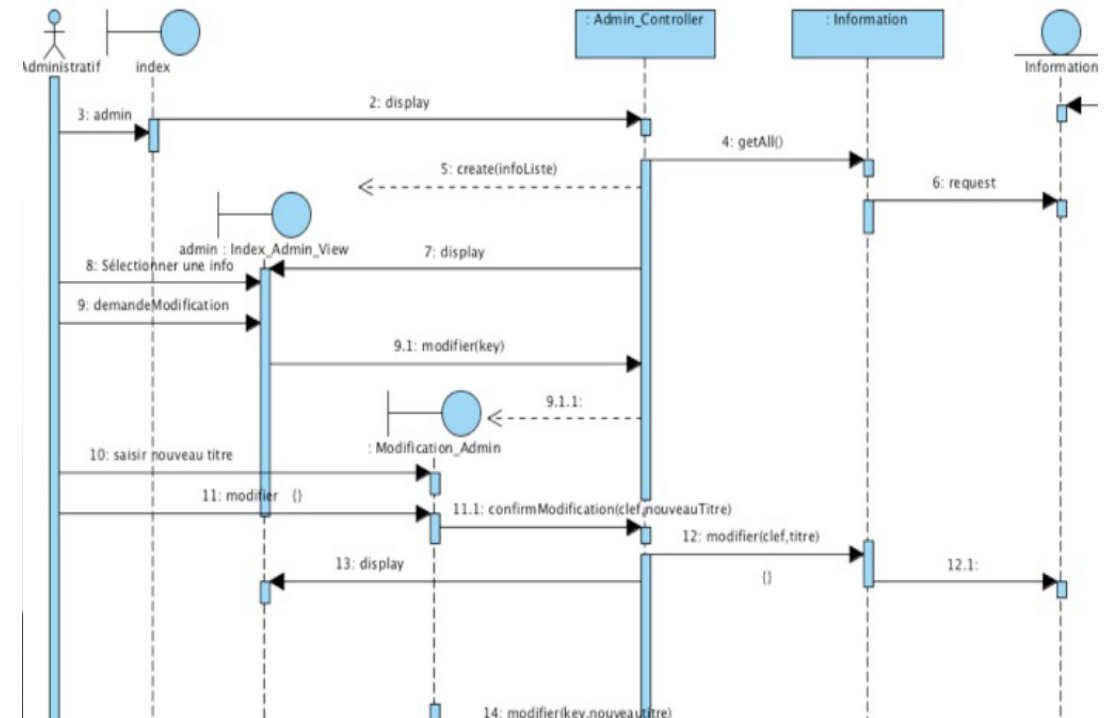 : Admin_Controller
: Information
Administratif
index
Information
2: display
3: admin
4: getAll()
5: create(infoListe)
6: request
admin : Index_Admin_View
7: display
8: Sélectionner une info
9: demandeModification
9.1: modifier(key)
9.1.1:
: Modification_Admin
10: saisir nouveau titre
11: modifier {}
11.1: confirmModification(clef,nouveauTitre)
12: modifier(clef,titre)
{}
13: display
12.1:
14: modifier(key,nouveautitre)